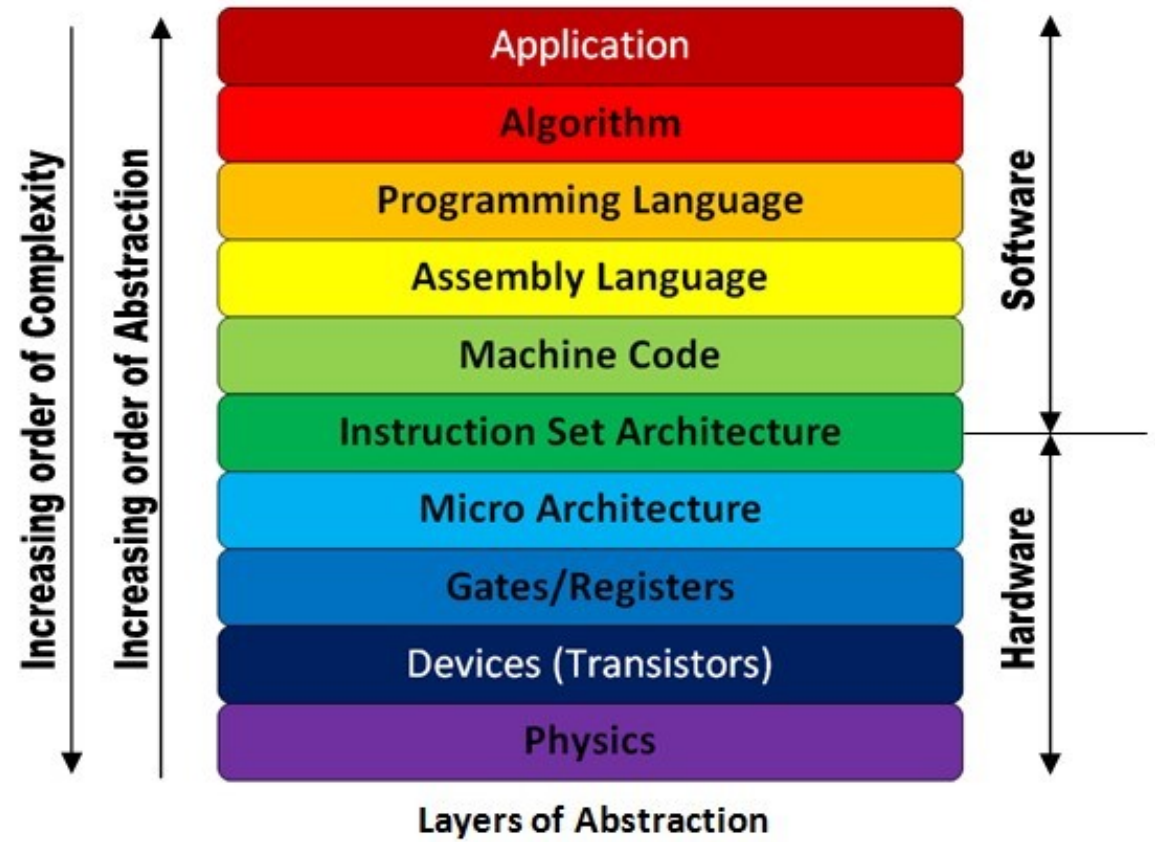 Application
Algorithm
Programming Language
Assembly Language
Machine Code
Instruction Set Architecture
Micro Architecture
Gates/Registers
Devices (Transistors)
Physics
Increasing order of Complexity
Increasing order of Abstraction
Software
Hardware
Layers of Abstraction